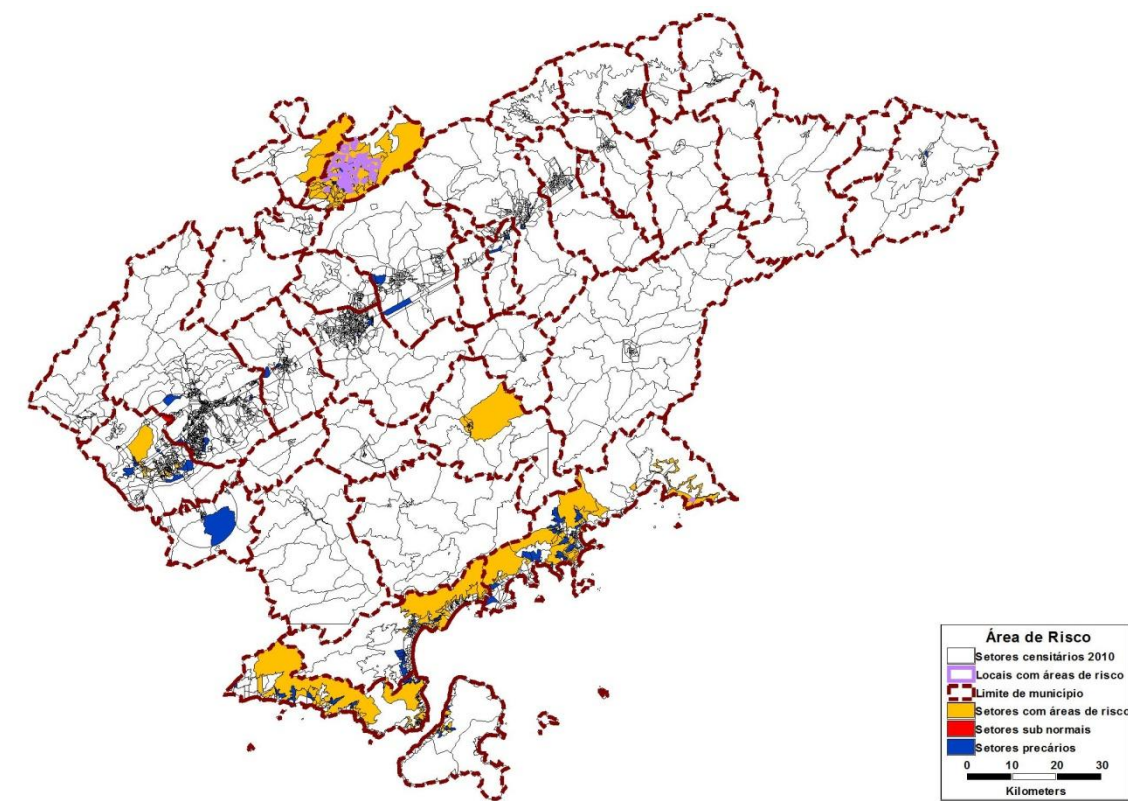 Área de Risco
Setores censitários 2010
Locais com áreas de risco
Limite de município
Setores com áreas de risco
Setores sub normais
Setores precários
0 10 20 30
Kilometers